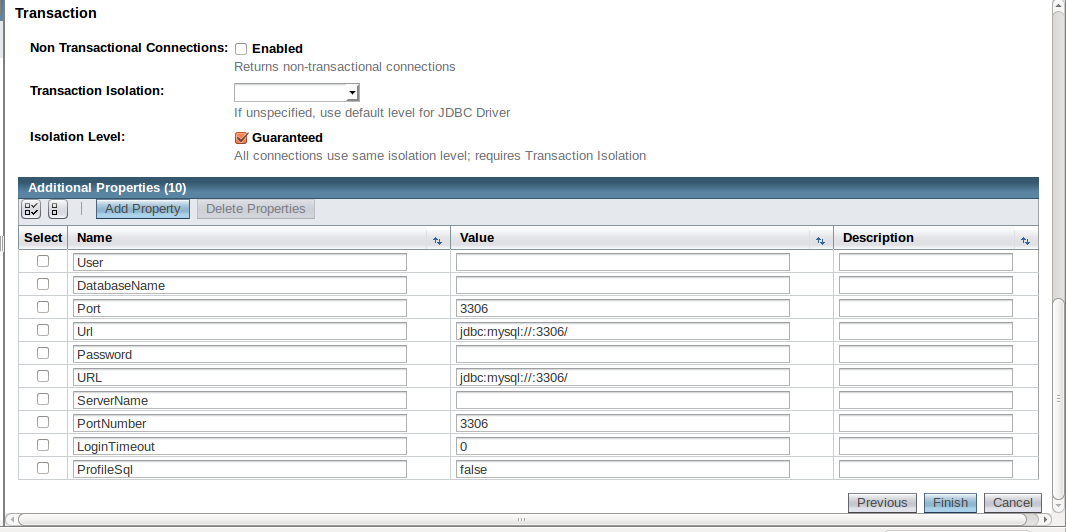 Transaction
Non Transactional Connections: Enabled
Returns non-transactional connections
Transaction Isolation:
If unspecified, use default level for JDBC Driver
Isolation Level: Guaranteed
All connections use same isolation level; requires Transaction Isolation
Additional Properties (10)
Add Property Delete Properties
Select Name Value Description
User
DatabaseName
Port 3306
Url jdbc:mysql://:3306/
Password
URL jdbc:mysql://:3306/
ServerName
PortNumber 3306
LoginTimeout 0
ProfileSql false
Previous Finish Cancel